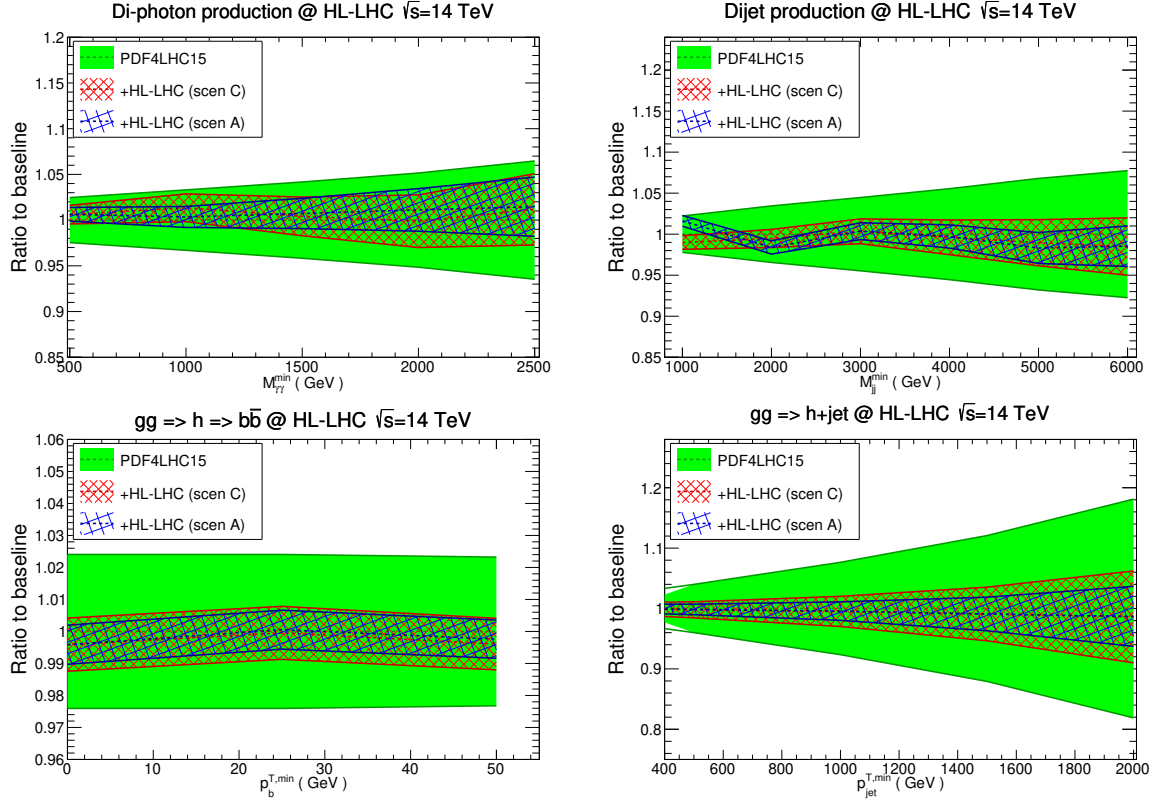 Di-photon production @ HL-LHC √s=14 TeV
1.2
1.15
1.1
1.05
1
0.95
0.9
0.85
Ratio to baseline
PDF4LHC15
+HL-LHC (scen C)
+HL-LHC (scen A)
500 1000 1500 2000 2500
M_γγ^min ( GeV )
Dijet production @ HL-LHC √s=14 TeV
1.2
1.15
1.1
1.05
1
0.95
0.9
0.85
Ratio to baseline
PDF4LHC15
+HL-LHC (scen C)
+HL-LHC (scen A)
1000 2000 3000 4000 5000 6000
M_jj^min ( GeV )
gg => h => bb̄ @ HL-LHC √s=14 TeV
1.06
1.05
1.04
1.03
1.02
1.01
1
0.99
0.98
0.97
0.96
Ratio to baseline
PDF4LHC15
+HL-LHC (scen C)
+HL-LHC (scen A)
0 10 20 30 40 50
p_b^T,min ( GeV )
gg => h+jet @ HL-LHC √s=14 TeV
1.2
1.1
1
0.9
0.8
Ratio to baseline
PDF4LHC15
+HL-LHC (scen C)
+HL-LHC (scen A)
400 600 800 1000 1200 1400 1600 1800 2000
p_jet^T,min ( GeV )